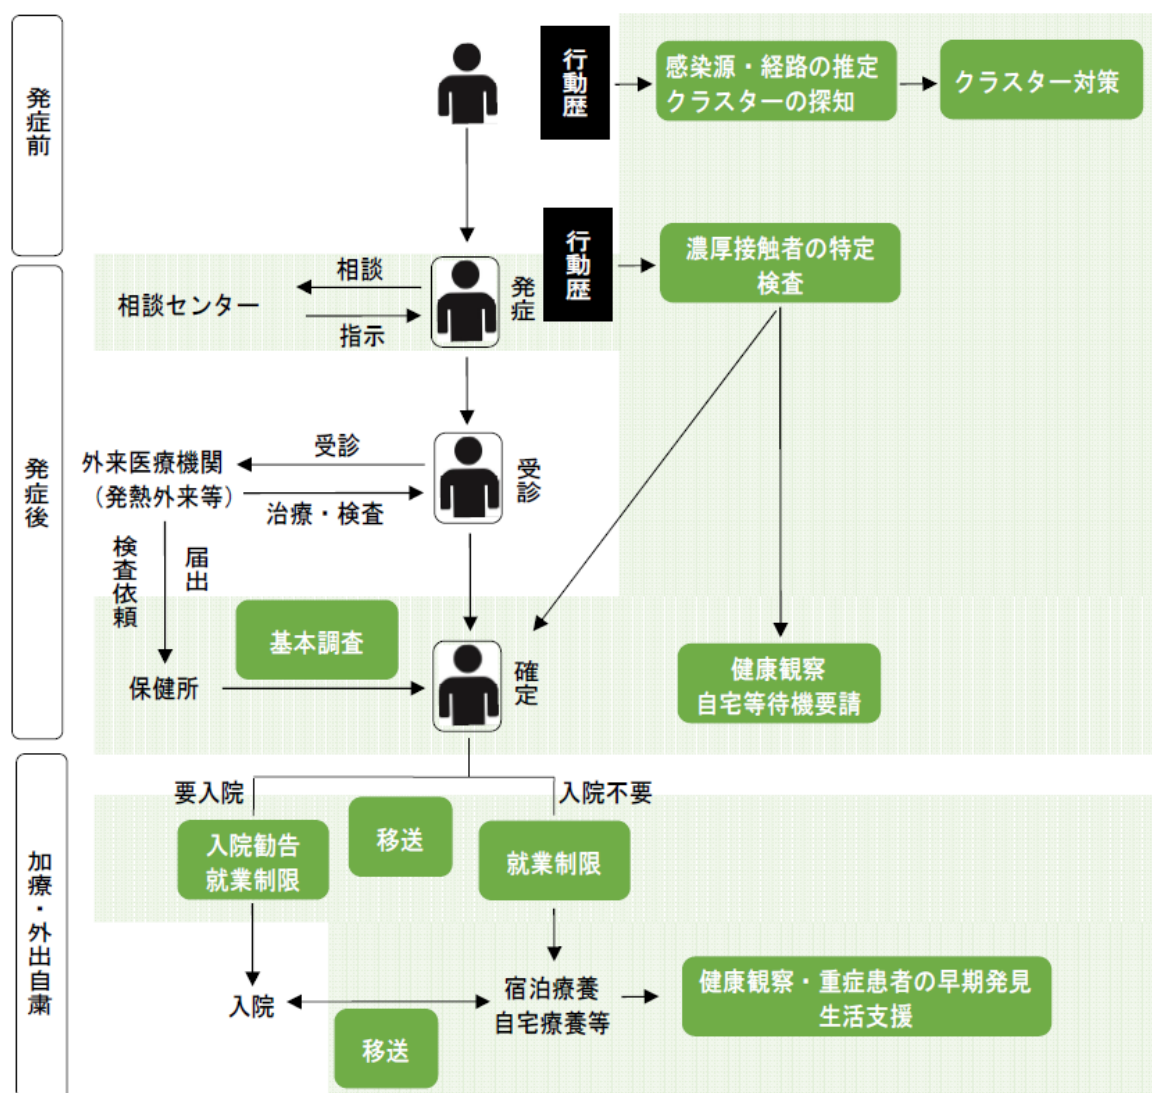 発症前
行動歴
感染源・経路の推定
クラスターの探知
クラスター対策
行動歴
濃厚接触者の特定
検査
発症後
相談
相談センター
指示
発症
受診
外来医療機関
（発熱外来等）
治療・検査
受診
検査依頼
届出
基本調査
保健所
確定
健康観察
自宅等待機要請
加療・外出自粛
要入院
入院不要
入院勧告
就業制限
移送
就業制限
入院
宿泊療養
自宅療養等
移送
健康観察・重症患者の早期発見
生活支援